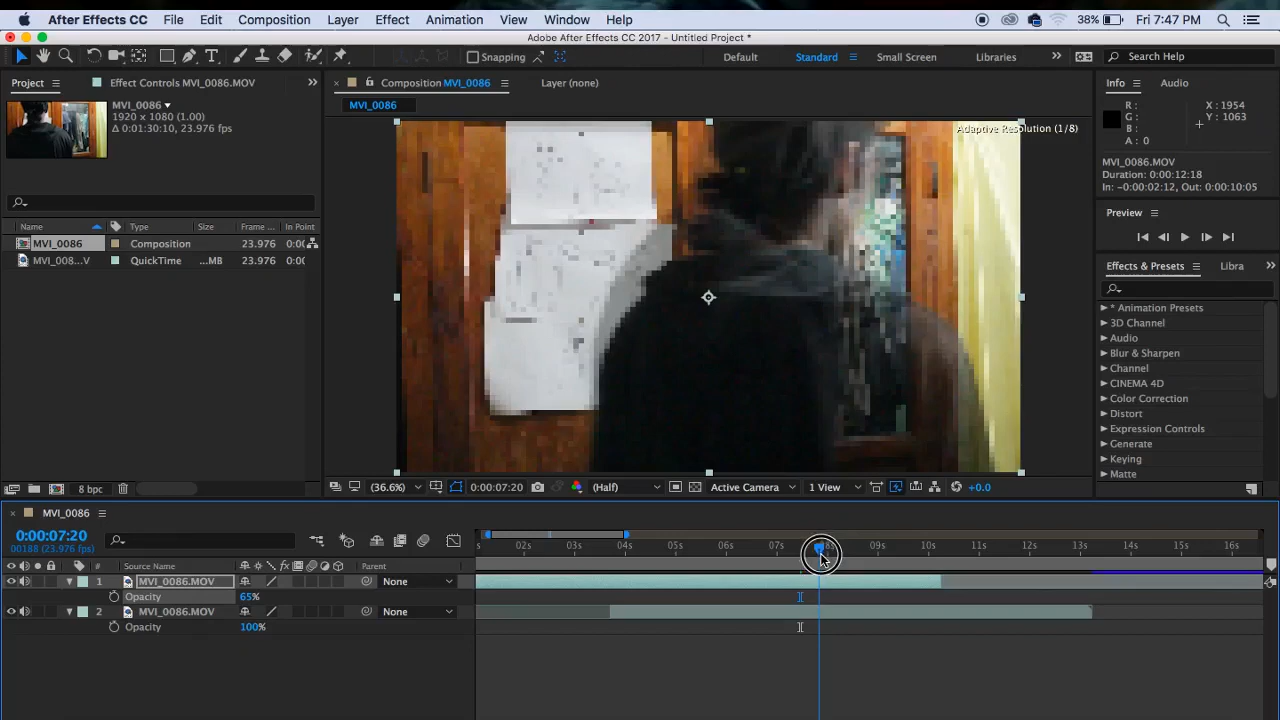 After Effects CC File Edit Composition Layer Effect Animation View Window Help 38% Fri 7:47 PM
Adobe After Effects CC 2017 - Untitled Project *
Snapping Default Standard Small Screen Libraries Search Help
Project Effect Controls MVI_0086.MOV Composition MVI_0086 Layer (none) Info Audio
MVI_0086
MVI_0086
1920 x 1080 (1.00)
Δ 0:01:30:10, 23.976 fps
Adaptive Resolution (1/8)
R :
G :
B :
A : 0
X : 1954
Y : 1063
MVI_0086.MOV
Duration: 0:00:12:18
In: -0:00:02:12, Out: 0:00:10:05
Preview
Name Type Size Frame ... In Point
MVI_0086 Composition 23.976 0:00
MVI_008...V QuickTime ...MB 23.976 0:00
Effects & Presets Libra
* Animation Presets
3D Channel
Audio
Blur & Sharpen
Channel
CINEMA 4D
Color Correction
Distort
Expression Controls
Generate
Keying
Matte
8 bpc (36.6%) 0:00:07:20 (Half) Active Camera 1 View +0.0
MVI_0086
0:00:07:20
00188 (23.976 fps)
s 02s 03s 04s 05s 06s 07s 08s 09s 10s 11s 12s 13s 14s 15s 16s
# Source Name fx Parent
1 MVI_0086.MOV None
Opacity 65%
2 MVI_0086.MOV None
Opacity 100%